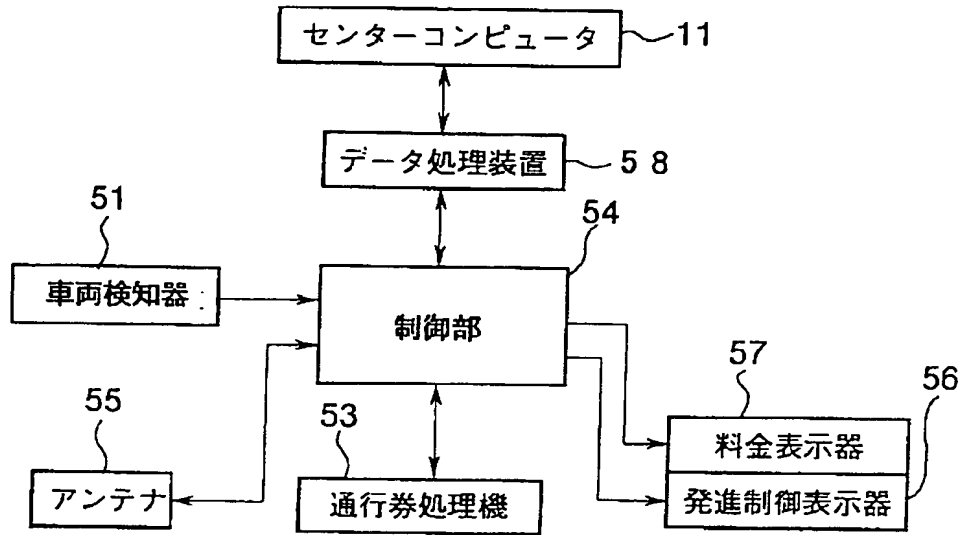 センターコンピュータ
11
データ処理装置
58
51
54
車両検知器
制御部
57
56
55
53
料金表示器
アンテナ
通行券処理機
発進制御表示器